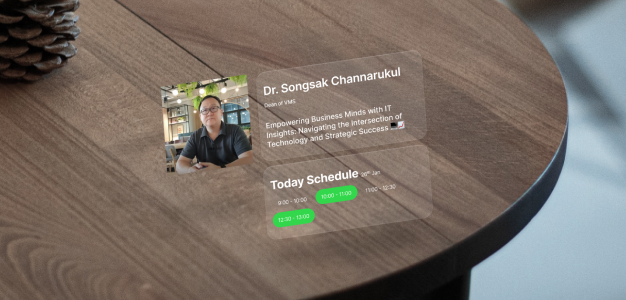 Dr. Songsak Channarukul
Dean of VMS
Empowering Business Minds with IT
Insights: Navigating the Intersection of
Technology and Strategic Success
Today Schedule 26th Jan
9:00 - 10:00 10:00 - 11:00 11:00 - 12:30
12:30 - 13:00